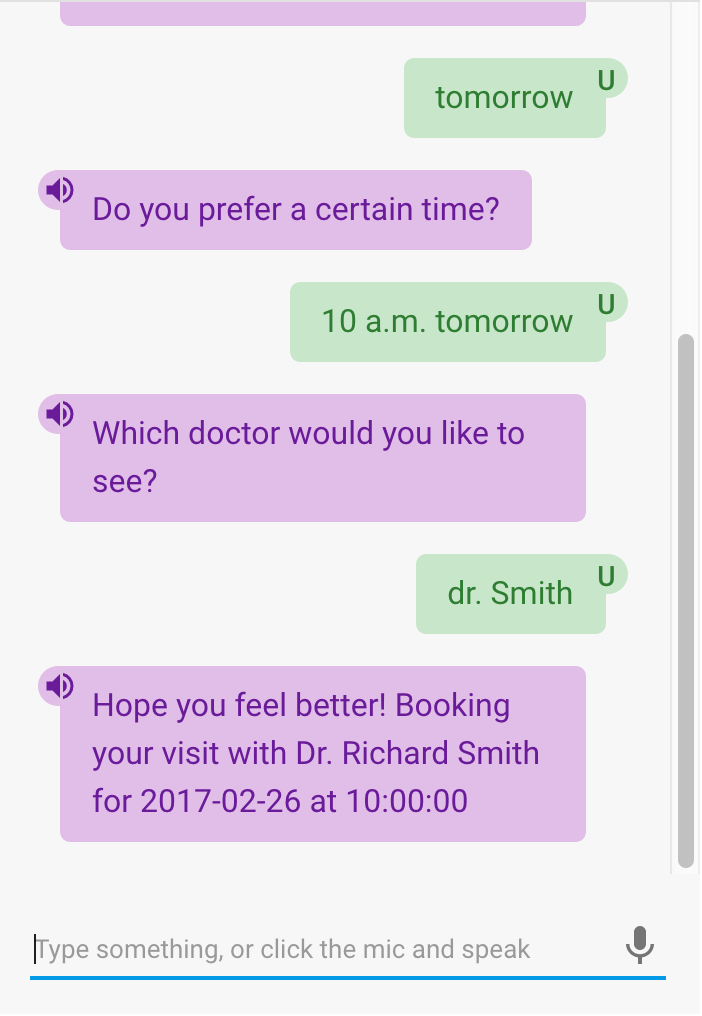 tomorrow
U
Do you prefer a certain time?
10 a.m. tomorrow
U
Which doctor would you like to
see?
dr. Smith
U
Hope you feel better! Booking
your visit with Dr. Richard Smith
for 2017-02-26 at 10:00:00
Type something, or click the mic and speak